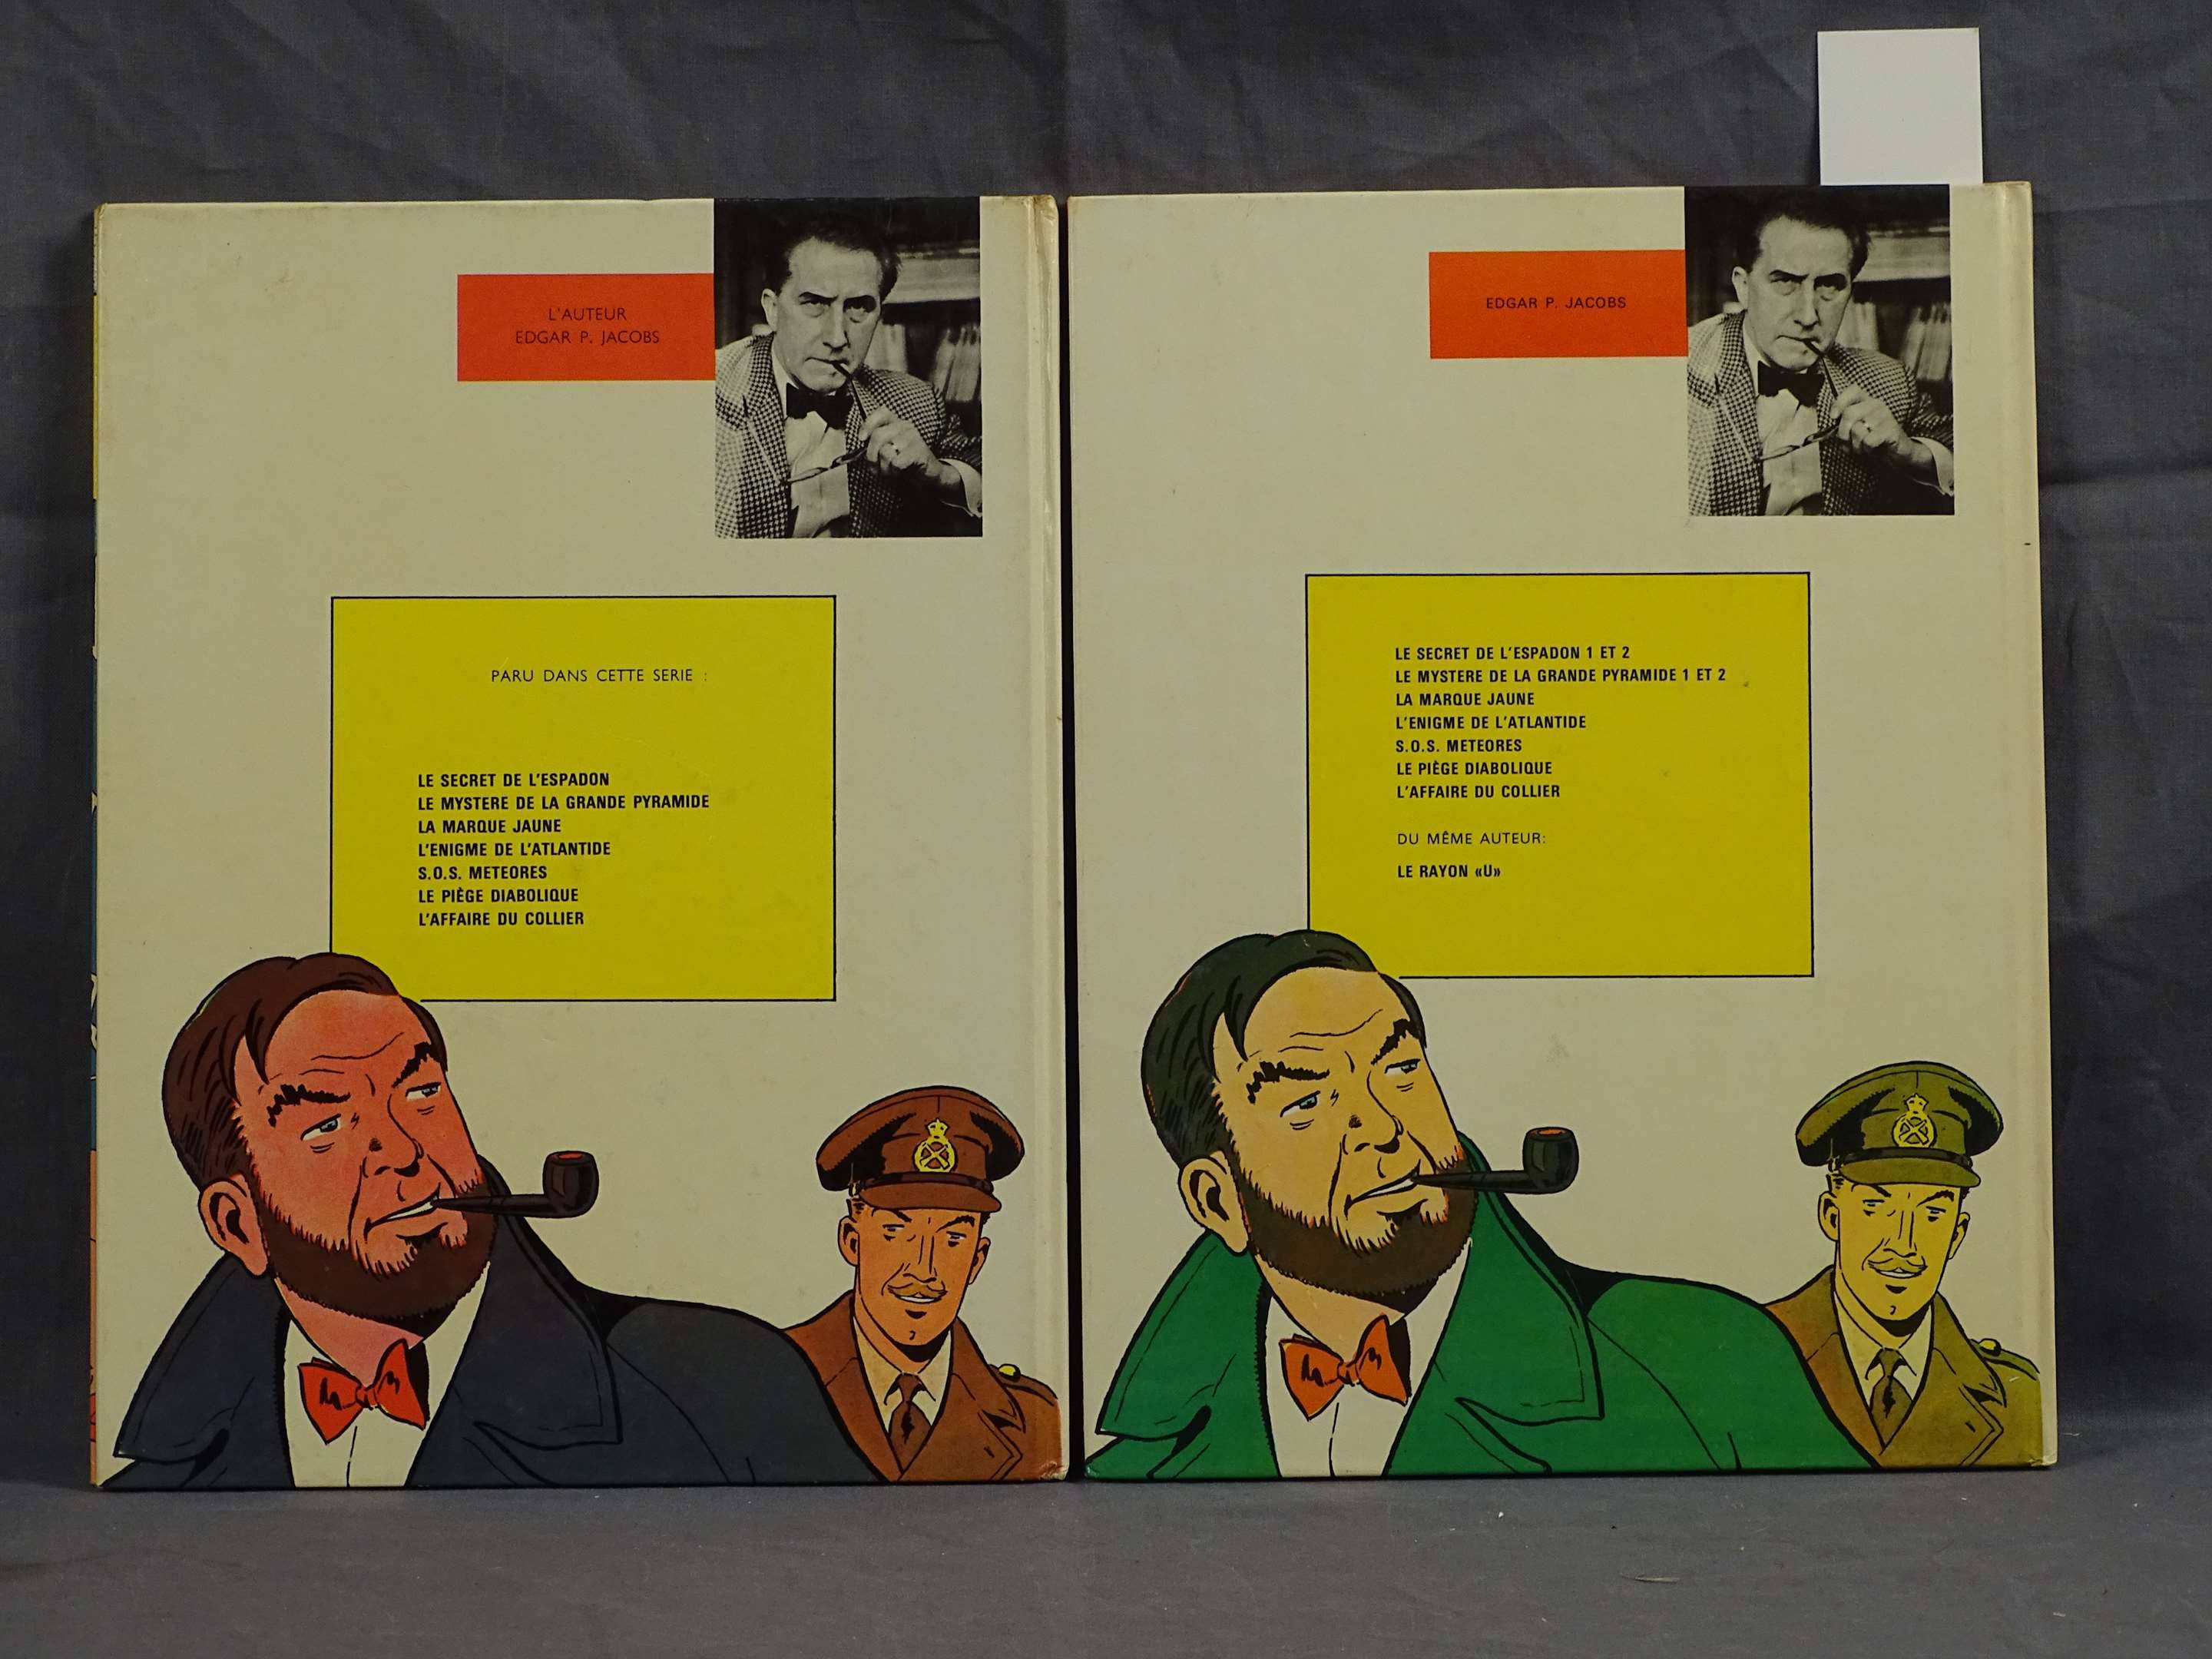 L'AUTEUR
EDGAR P. JACOBS
PARU DANS CETTE SERIE :
LE SECRET DE L'ESPADON
LE MYSTERE DE LA GRANDE PYRAMIDE
LA MARQUE JAUNE
L'ENIGME DE L'ATLANTIDE
S.O.S. METEORES
LE PIÈGE DIABOLIQUE
L'AFFAIRE DU COLLIER
EDGAR P. JACOBS
LE SECRET DE L'ESPADON 1 ET 2
LE MYSTERE DE LA GRANDE PYRAMIDE 1 ET 2
LA MARQUE JAUNE
L'ENIGME DE L'ATLANTIDE
S.O.S. METEORES
LE PIÈGE DIABOLIQUE
L'AFFAIRE DU COLLIER
DU MÊME AUTEUR:
LE RAYON «U»